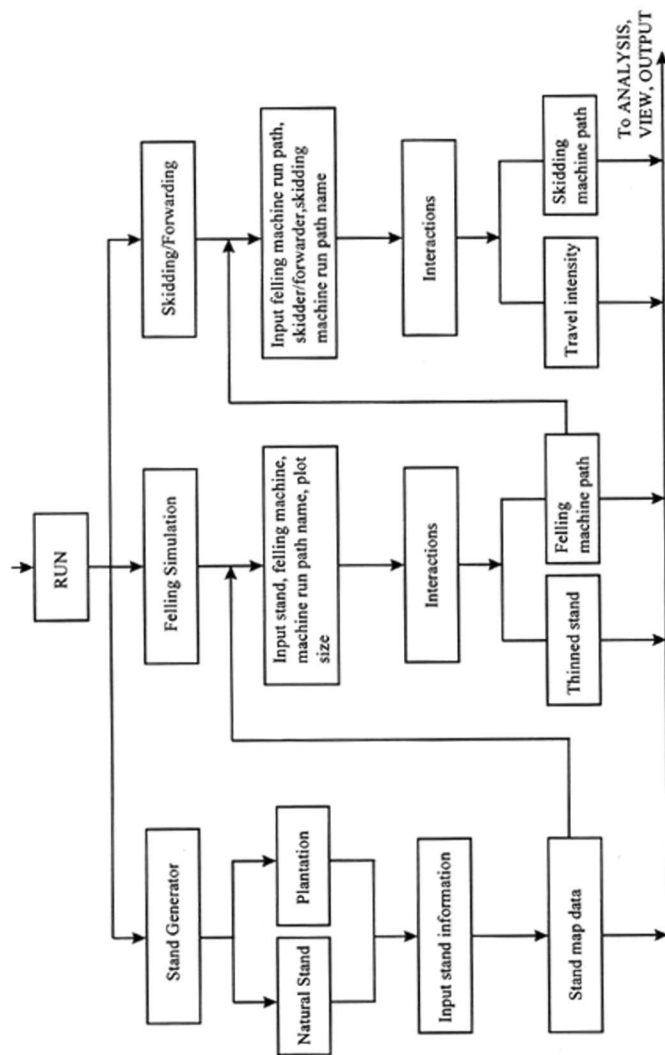 RUN
Stand Generator
Felling Simulation
Skidding/Forwarding
Natural Stand
Plantation
Input stand, felling machine,
machine run path name, plot
size
Input felling machine run path,
skidder/forwarder,skidding
machine run path name
Input stand information
Interactions
Interactions
Stand map data
Thinned stand
Felling
machine path
Travel intensity
Skidding
machine path
To ANALYSIS,
VIEW, OUTPUT